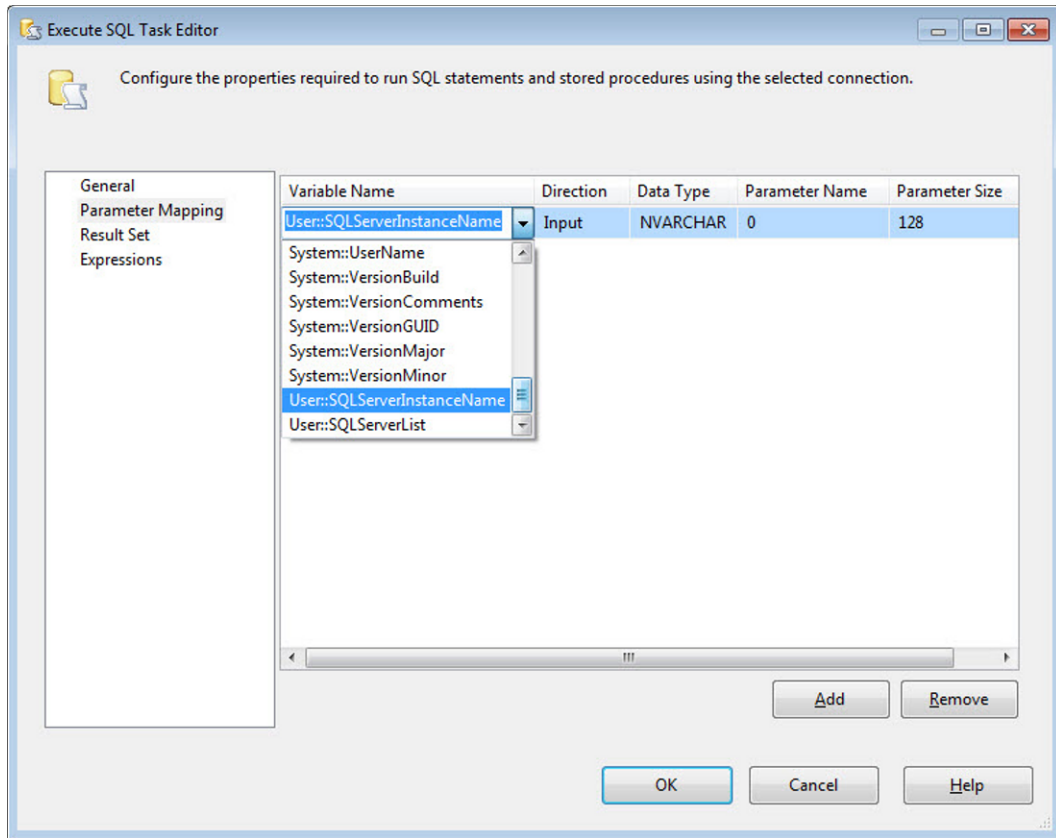 Execute SQL Task Editor
Configure the properties required to run SQL statements and stored procedures using the selected connection.
General
Parameter Mapping
Result Set
Expressions
Variable Name Direction Data Type Parameter Name Parameter Size
User::SQLServerInstanceName Input NVARCHAR 0 128
System::UserName
System::VersionBuild
System::VersionComments
System::VersionGUID
System::VersionMajor
System::VersionMinor
User::SQLServerInstanceName
User::SQLServerList
Add Remove
OK Cancel Help